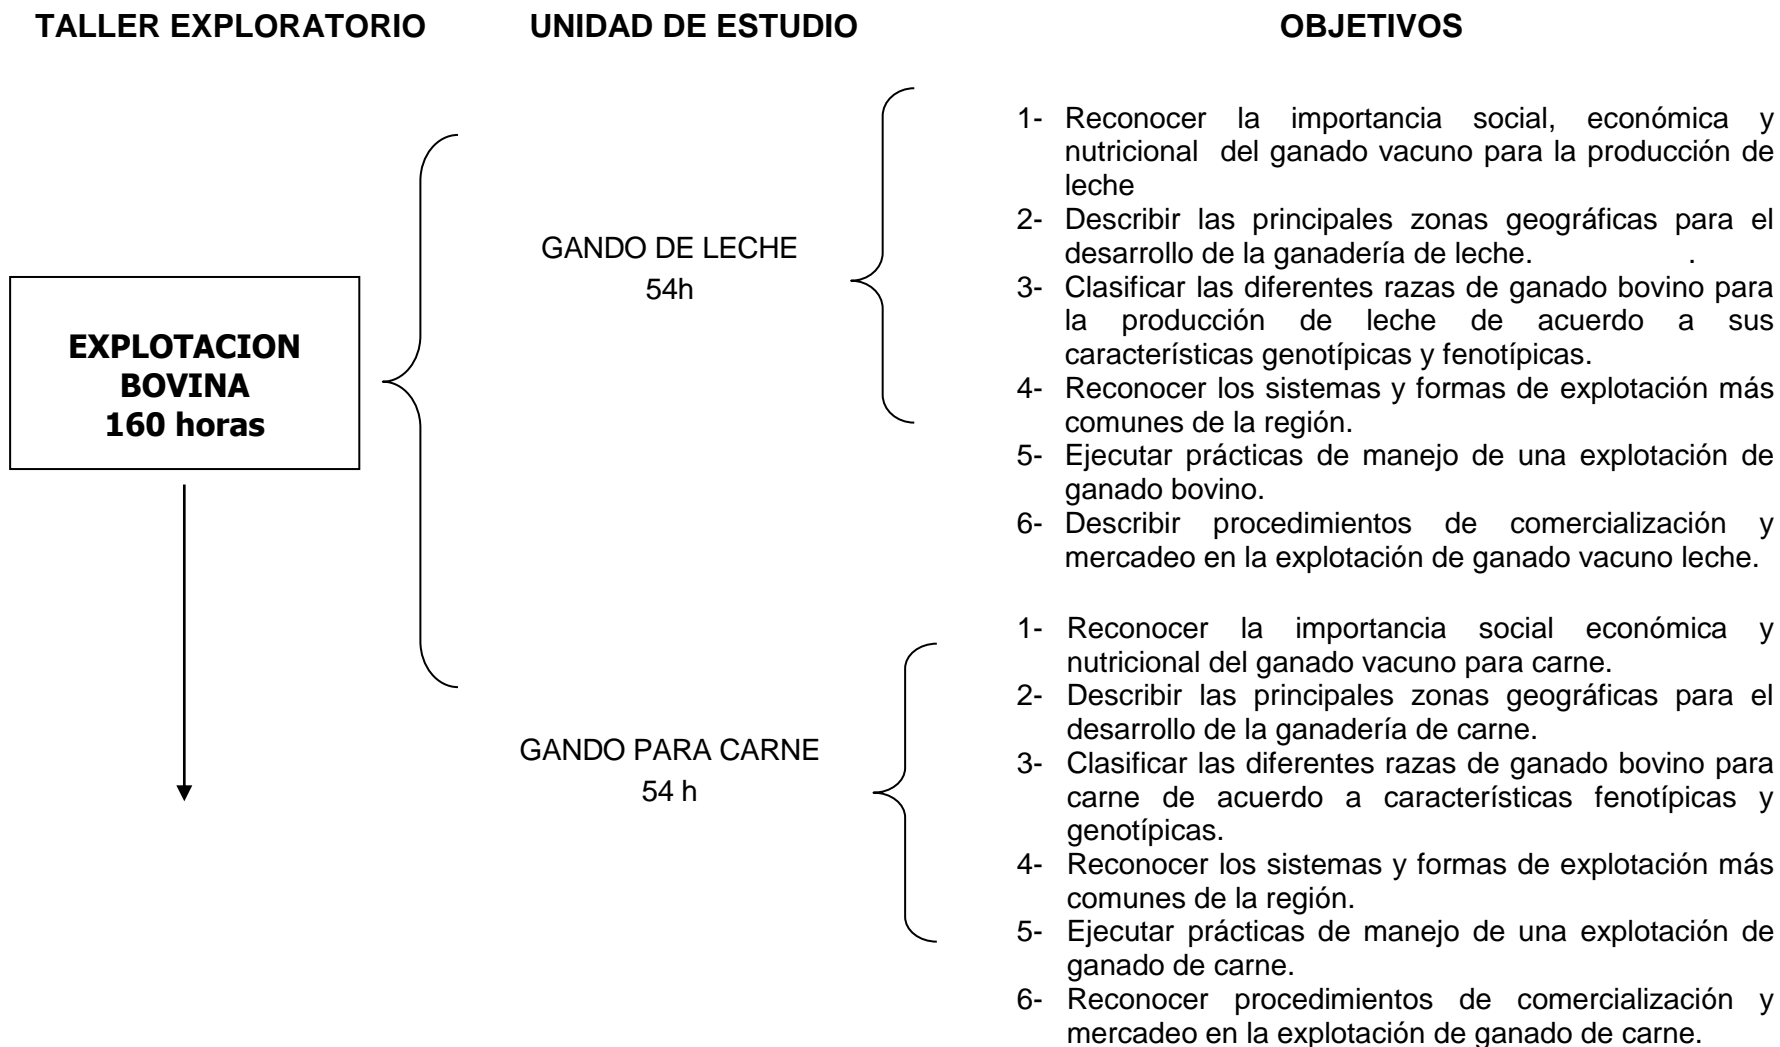 TALLER EXPLORATORIO UNIDAD DE ESTUDIO OBJETIVOS
EXPLOTACION
BOVINA
160 horas
GANDO DE LECHE
54h
1- Reconocer la importancia social, económica y
nutricional del ganado vacuno para la producción de
leche
2- Describir las principales zonas geográficas para el
desarrollo de la ganadería de leche. .
3- Clasificar las diferentes razas de ganado bovino para
la producción de leche de acuerdo a sus
características genotípicas y fenotípicas.
4- Reconocer los sistemas y formas de explotación más
comunes de la región.
5- Ejecutar prácticas de manejo de una explotación de
ganado bovino.
6- Describir procedimientos de comercialización y
mercadeo en la explotación de ganado vacuno leche.
GANDO PARA CARNE
54 h
1- Reconocer la importancia social económica y
nutricional del ganado vacuno para carne.
2- Describir las principales zonas geográficas para el
desarrollo de la ganadería de carne.
3- Clasificar las diferentes razas de ganado bovino para
carne de acuerdo a características fenotípicas y
genotípicas.
4- Reconocer los sistemas y formas de explotación más
comunes de la región.
5- Ejecutar prácticas de manejo de una explotación de
ganado de carne.
6- Reconocer procedimientos de comercialización y
mercadeo en la explotación de ganado de carne.